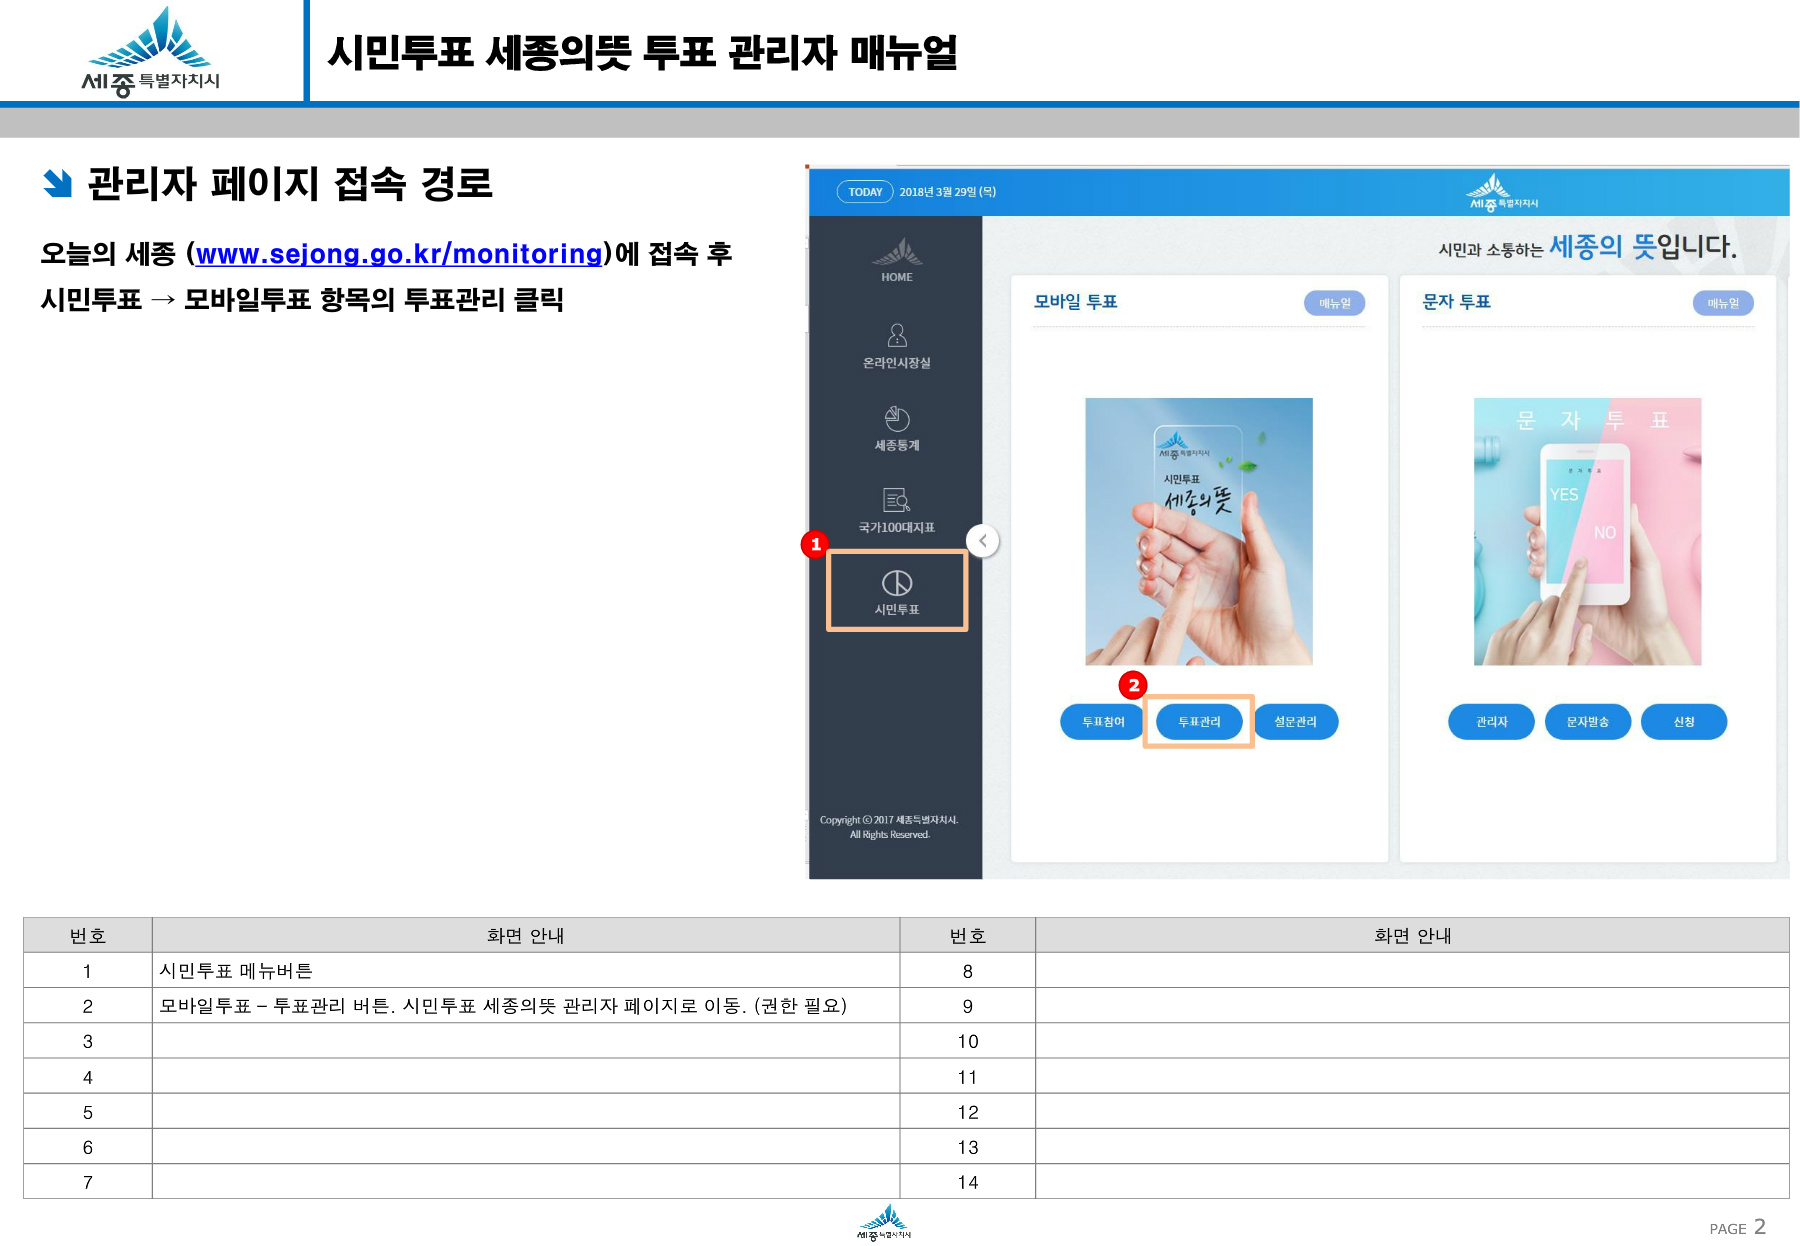 세종특별자치시
시민투표 세종의뜻 투표 관리자 매뉴얼
관리자 페이지 접속 경로
오늘의 세종 (www.sejong.go.kr/monitoring)에 접속 후
시민투표 → 모바일투표 항목의 투표관리 클릭
TODAY 2018년 3월 29일 (목)
세종특별자치시
시민과 소통하는 세종의 뜻입니다.
HOME
온라인시장실
세종통계
국가100대지표
1
시민투표
Copyright ⓒ 2017 세종특별자치시.
All Rights Reserved.
모바일 투표 매뉴얼
세종특별자치시
시민투표
세종의뜻
2
투표참여 투표관리 설문관리
문자 투표 매뉴얼
문 자 투 표
문 자 투 표
YES
NO
관리자 문자발송 신청
번호 화면 안내 번호 화면 안내
1 시민투표 메뉴버튼 8
2 모바일투표 – 투표관리 버튼. 시민투표 세종의뜻 관리자 페이지로 이동. (권한 필요) 9
3 10
4 11
5 12
6 13
7 14
세종특별자치시
PAGE 2